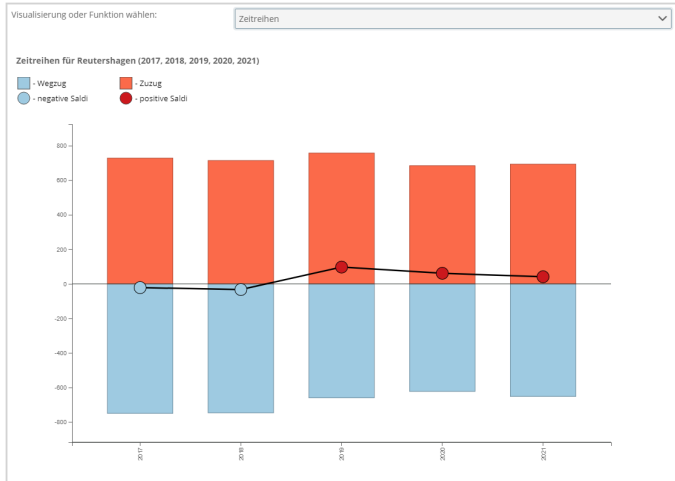 Visualisierung oder Funktion wählen:
Zeitreihen
Zeitreihen für Reutershagen (2017, 2018, 2019, 2020, 2021)
- Wegzug
- Zuzug
- negative Saldi
- positive Saldi
800
600
400
200
0
-200
-400
-600
-800
2017
2018
2019
2020
2021